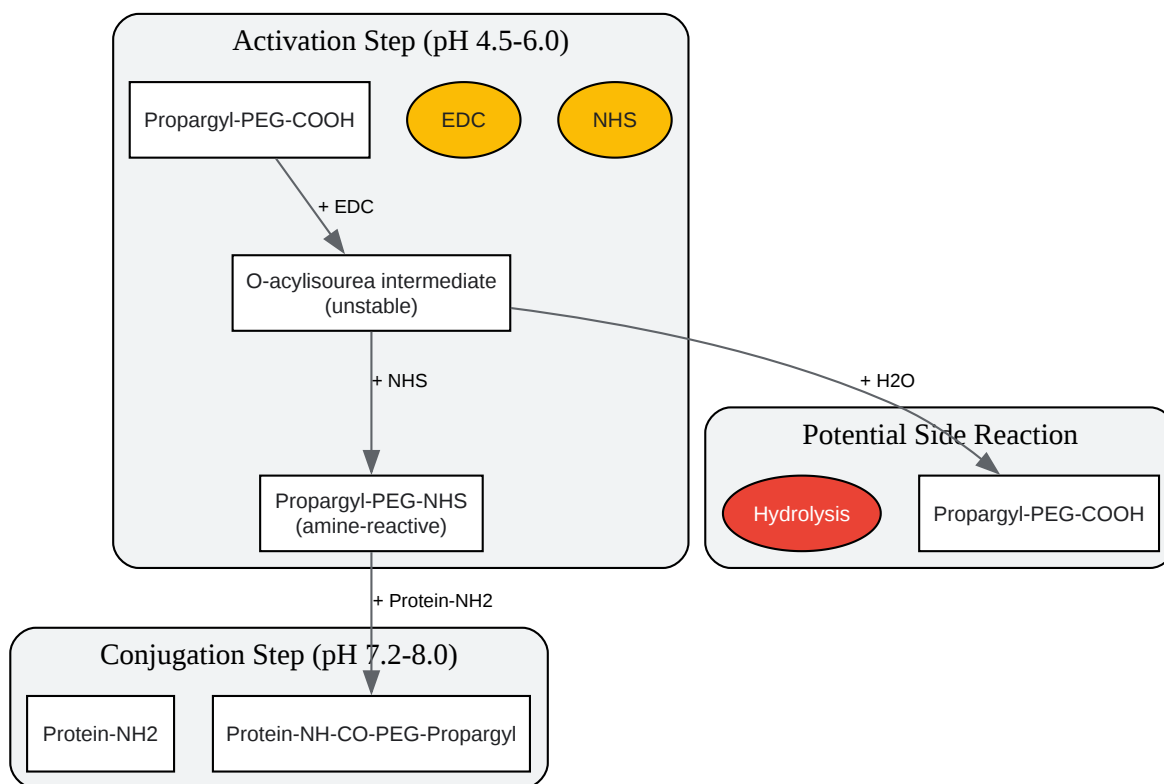 Activation Step (pH 4.5-6.0)
Propargyl-PEG-COOH
EDC
NHS
+ EDC
O-acylisourea intermediate
(unstable)
+ NHS
+ H2O
Potential Side Reaction
Propargyl-PEG-NHS
(amine-reactive)
Hydrolysis
Propargyl-PEG-COOH
+ Protein-NH2
Conjugation Step (pH 7.2-8.0)
Protein-NH2
Protein-NH-CO-PEG-Propargyl